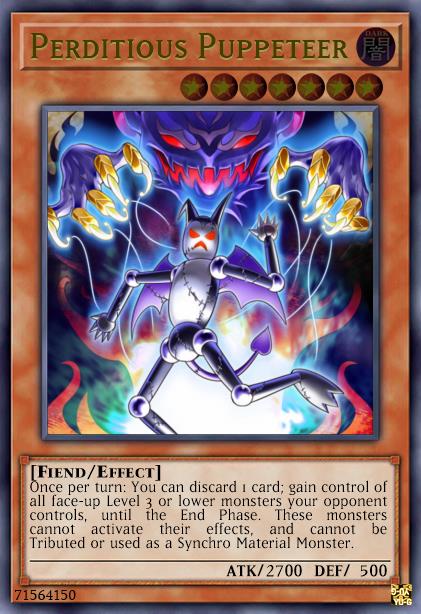 Perditious Puppeteer
DARK
闇
[Fiend/Effect]
Once per turn: You can discard 1 card; gain control of
all face-up Level 3 or lower monsters your opponent
controls, until the End Phase. These monsters
cannot activate their effects, and cannot be
Tributed or used as a Synchro Material Monster.
ATK/2700 DEF/ 500
71564150